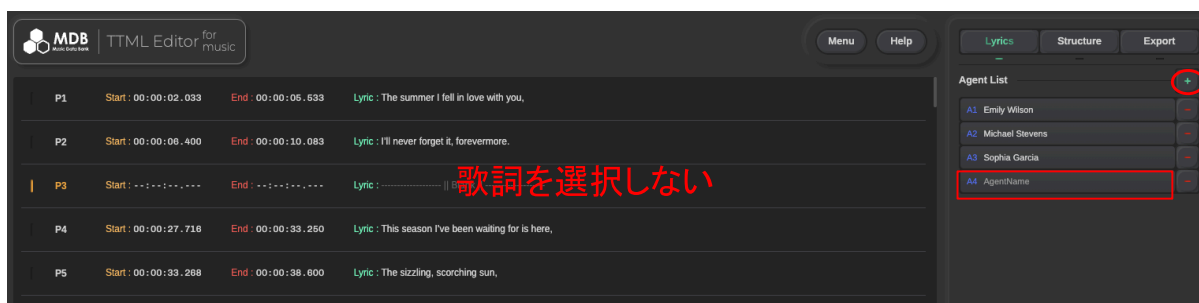 MDB
Music Data Bank
TTML Editor for music
Menu
Help
Lyrics
Structure
Export
Agent List
+
A1 Emily Wilson
A2 Michael Stevens
A3 Sophia Garcia
A4 AgentName
P1 Start : 00:00:02.033 End : 00:00:05.533 Lyric : The summer I fell in love with you,
P2 Start : 00:00:06.400 End : 00:00:10.083 Lyric : I'll never forget it, forevermore.
P3 Start : --:--:--.--- End : --:--:--.--- Lyric :
歌詞を選択しない
P4 Start : 00:00:27.716 End : 00:00:33.250 Lyric : This season I've been waiting for is here,
P5 Start : 00:00:33.268 End : 00:00:38.600 Lyric : The sizzling, scorching sun,